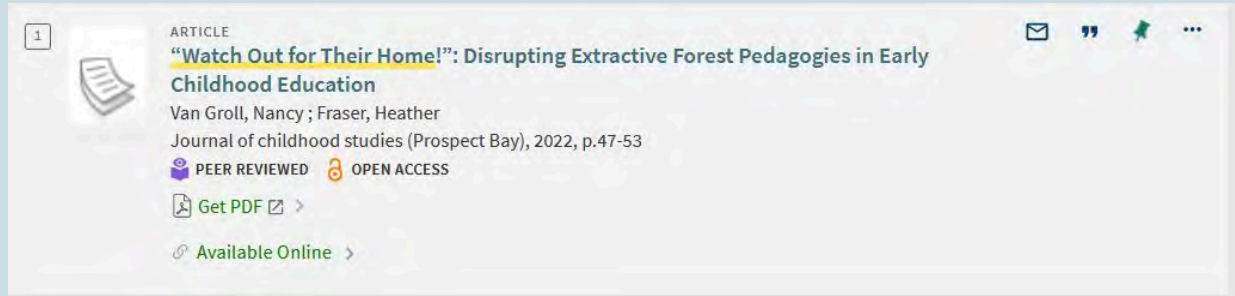 1
ARTICLE
“Watch Out for Their Home!”: Disrupting Extractive Forest Pedagogies in Early
Childhood Education
Van Groll, Nancy ; Fraser, Heather
Journal of childhood studies (Prospect Bay), 2022, p.47-53
PEER REVIEWED OPEN ACCESS
Get PDF
Available Online